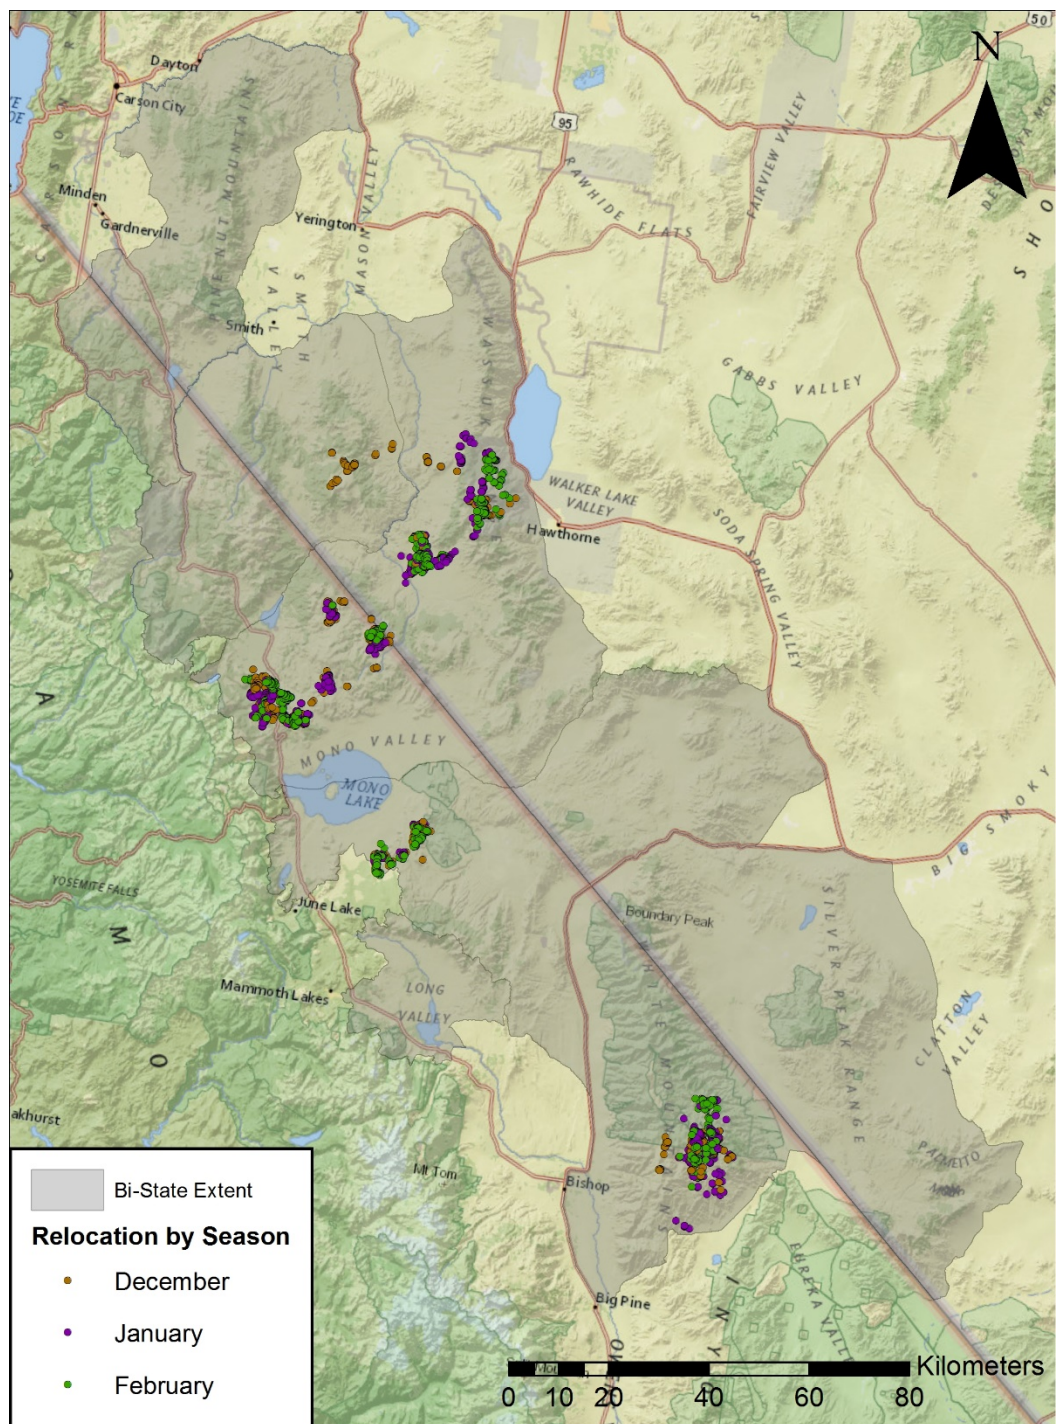 50
N
Dayton
Carson City
95
FAIRVIEW VALLEY
RAWHIDE FLATS
PINE NUT MOUNTAINS
MASON VALLEY
Minden
Gardnerville
Yerington
SMITH
VALLEY
Smith
WASSUK
GABBS VALLEY
WALKER LAKE
VALLEY
Hawthorne
SODA SPRING VALLEY
MONO VALLEY
MONO
LAKE
BIG SMOKY
YOSEMITE FALLS
June Lake
Boundary Peak
SILVER PEAK RANGE
Mammoth Lakes
LONG
VALLEY
CLAYTON
VALLEY
WHITE MOUNTAINS
akhurst
PALMETTO
Mt Tom
Bishop
Big Pine
EUREKA VALL
INYO
Bi-State Extent
Relocation by Season
December
January
February
Kilometers
0 10 20 40 60 80